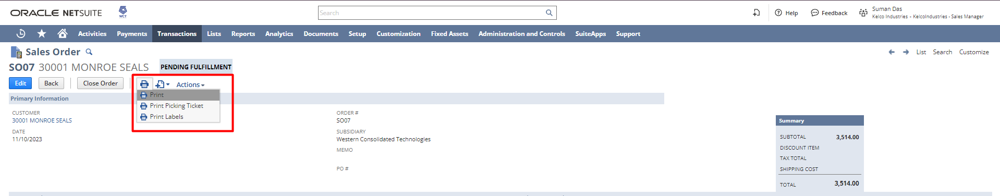 ORACLE NETSUITE
WCT
Search
Help
Feedback
Suman Das
Kelco Industries - KelcoIndustries - Sales Manager
Activities Payments Transactions Lists Reports Analytics Documents Setup Customization Fixed Assets Administration and Controls SuiteApps Support
Sales Order
List Search Customize
SO07 30001 MONROE SEALS PENDING FULFILLMENT
Edit Back Close Order Actions
Print
Print Picking Ticket
Print Labels
Primary Information
CUSTOMER
30001 MONROE SEALS
DATE
11/10/2023
ORDER #
SO07
SUBSIDIARY
Western Consolidated Technologies
MEMO
PO #
Summary
SUBTOTAL 3,514.00
DISCOUNT ITEM
TAX TOTAL
SHIPPING COST
TOTAL 3,514.00